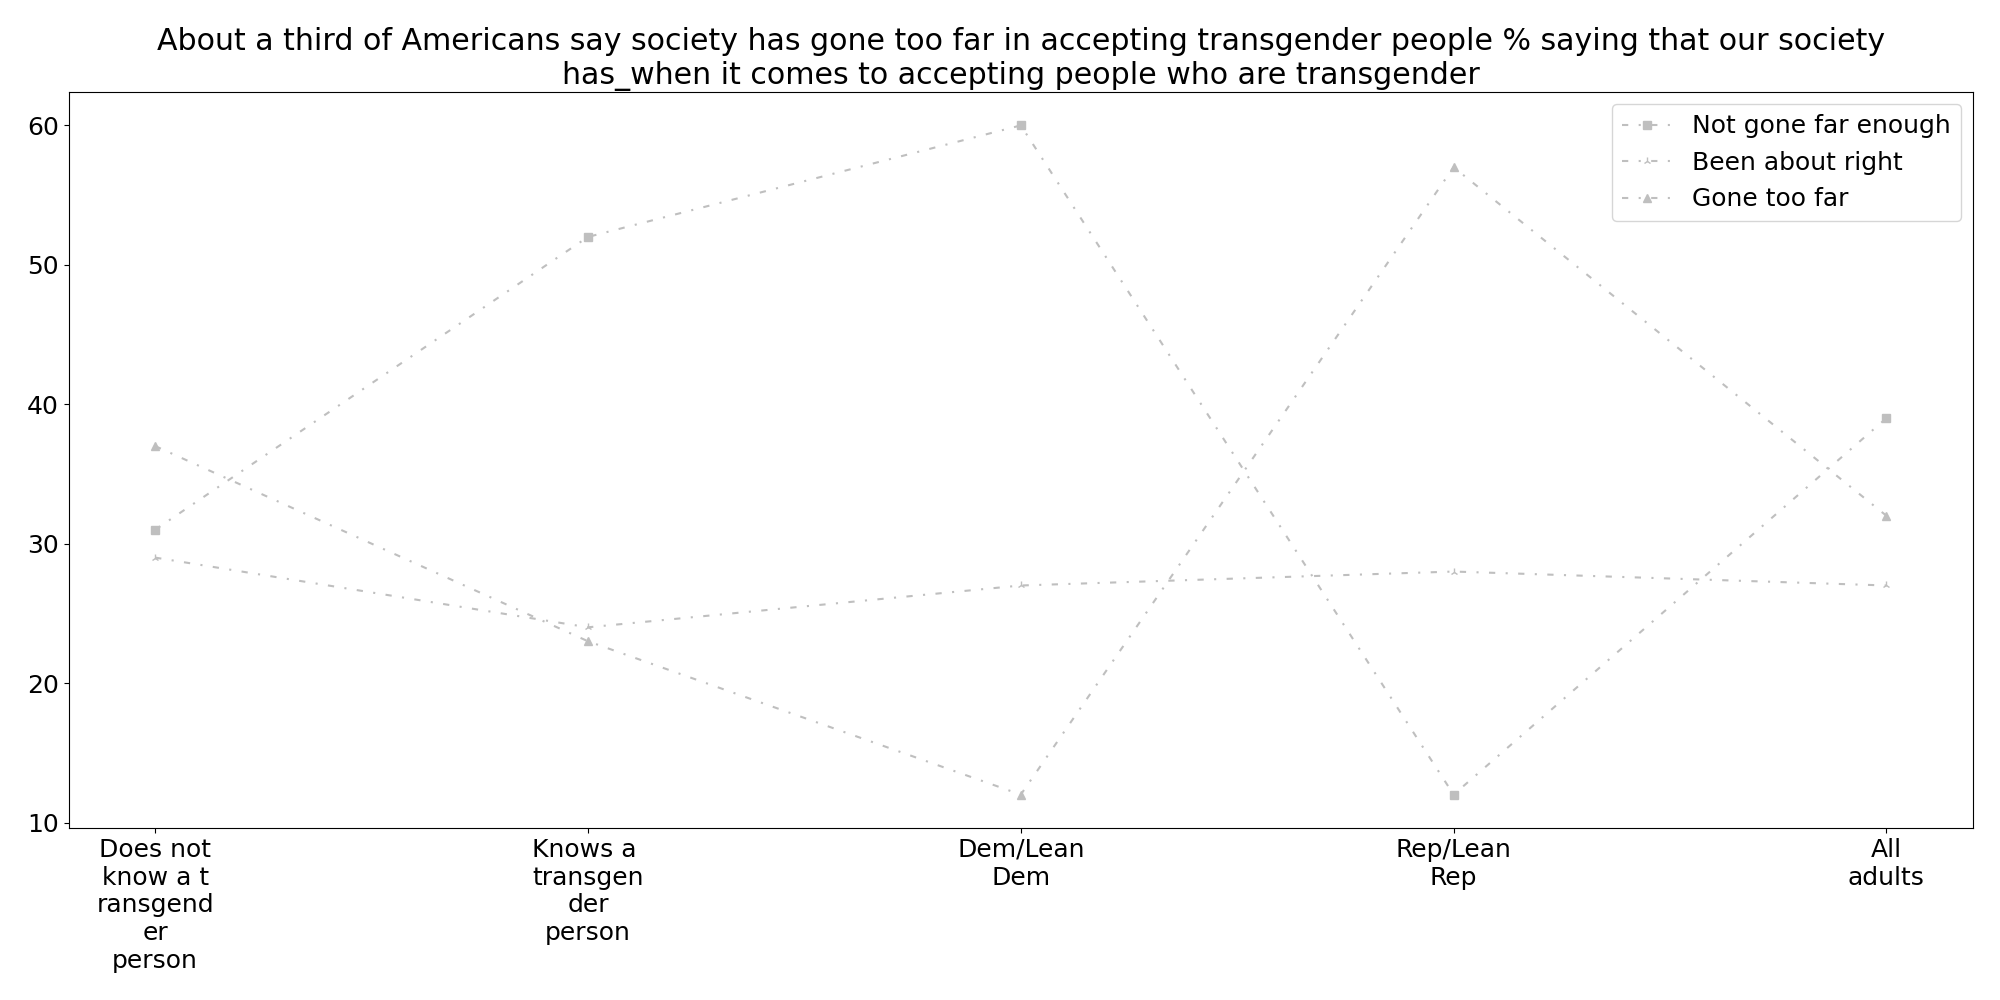 About a third of Americans say society has gone too far in accepting transgender people % saying that our society
has_when it comes to accepting people who are transgender
60
50
40
30
20
10
Not gone far enough
Been about right
Gone too far
Does not
know a t
ransgend
er
person
Knows a
transgen
der
person
Dem/Lean
Dem
Rep/Lean
Rep
All
adults